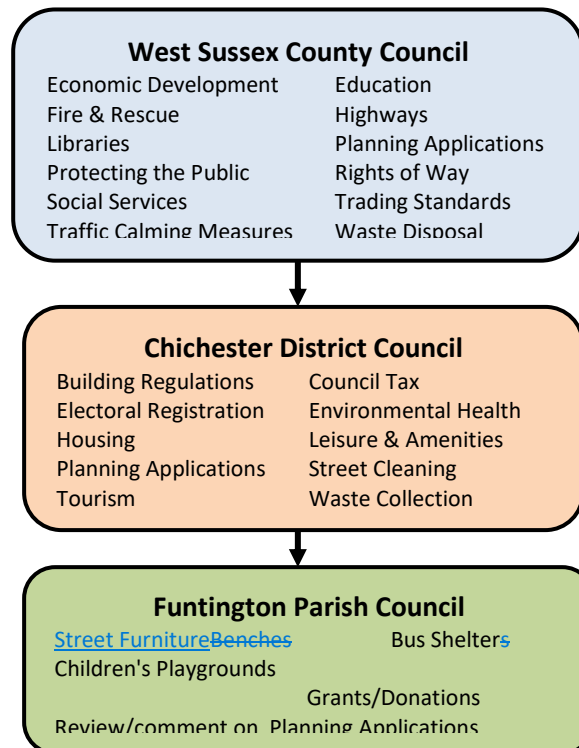 West Sussex County Council
Economic Development Education
Fire & Rescue Highways
Libraries Planning Applications
Protecting the Public Rights of Way
Social Services Trading Standards
Traffic Calming Measures Waste Disposal
Chichester District Council
Building Regulations Council Tax
Electoral Registration Environmental Health
Housing Leisure & Amenities
Planning Applications Street Cleaning
Tourism Waste Collection
Funtington Parish Council
Street FurnitureBenches Bus Shelters
Children's Playgrounds
Grants/Donations
Review/comment on Planning Applications